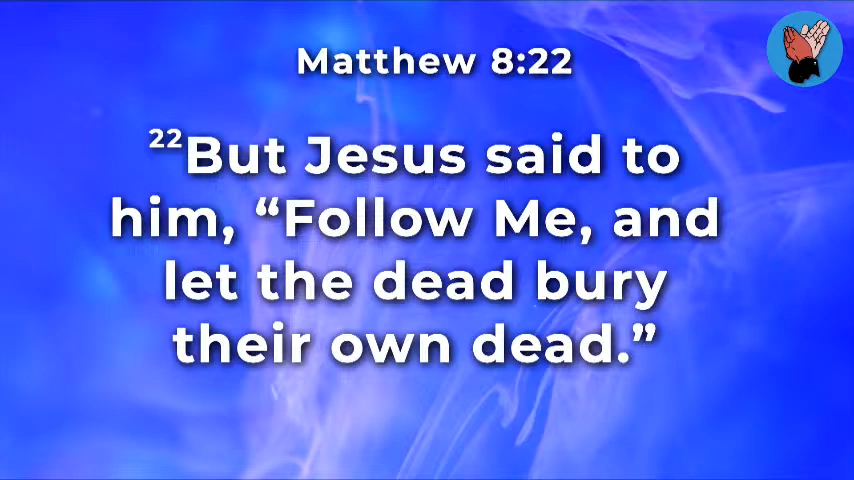 Matthew 8:22
22But Jesus said to
him, “Follow Me, and
let the dead bury
their own dead.”